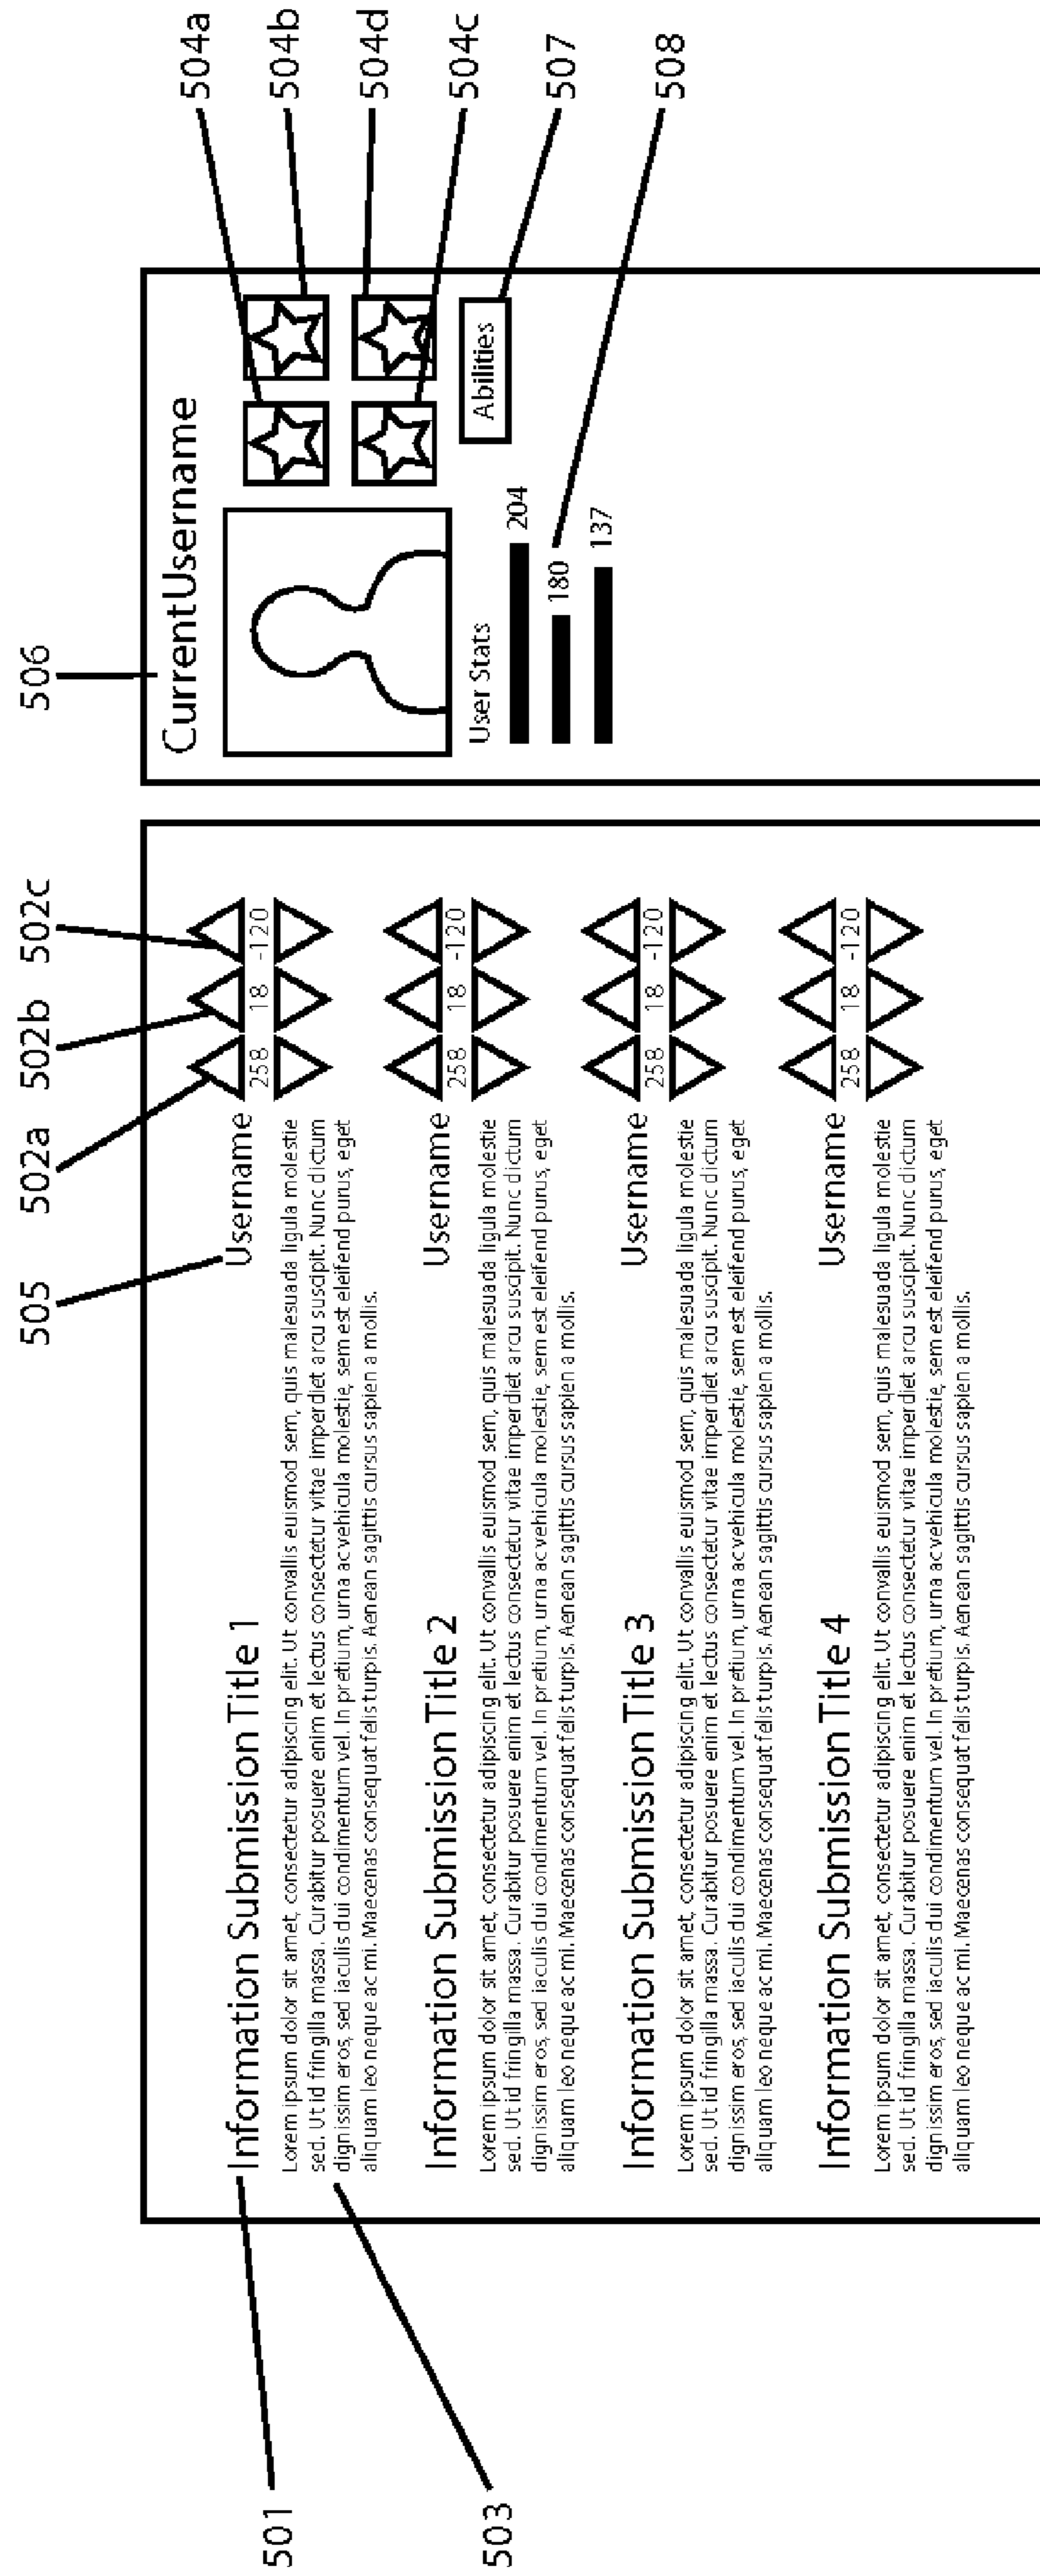 506
505
502a
502b
502c
501
503
Information Submission Title 1
Username
258
18
-120
Lorem ipsum dolor sit amet, consectetur adipiscing elit. Ut convallis euismod sem, quis malesuada ligula molestie
sed. Ut id fringilla massa. Curabitur posuere enim et lectus consectetur vitae imperdiet arcu suscipit. Nunc dictum
dignissim eros, sed iaculis dui condimentum vel. In pretium, urna ac vehicula molestie, sem est eleifend purus, eget
aliquam leo neque ac mi. Maecenas consequat felis turpis. Aenean sagittis cursus sapien a mollis.
Information Submission Title 2
Username
258
18
-120
Lorem ipsum dolor sit amet, consectetur adipiscing elit. Ut convallis euismod sem, quis malesuada ligula molestie
sed. Ut id fringilla massa. Curabitur posuere enim et lectus consectetur vitae imperdiet arcu suscipit. Nunc dictum
dignissim eros, sed iaculis dui condimentum vel. In pretium, urna ac vehicula molestie, sem est eleifend purus, eget
aliquam leo neque ac mi. Maecenas consequat felis turpis. Aenean sagittis cursus sapien a mollis.
Information Submission Title 3
Username
258
18
-120
Lorem ipsum dolor sit amet, consectetur adipiscing elit. Ut convallis euismod sem, quis malesuada ligula molestie
sed. Ut id fringilla massa. Curabitur posuere enim et lectus consectetur vitae imperdiet arcu suscipit. Nunc dictum
dignissim eros, sed iaculis dui condimentum vel. In pretium, urna ac vehicula molestie, sem est eleifend purus, eget
aliquam leo neque ac mi. Maecenas consequat felis turpis. Aenean sagittis cursus sapien a mollis.
Information Submission Title 4
Username
258
18
-120
Lorem ipsum dolor sit amet, consectetur adipiscing elit. Ut convallis euismod sem, quis malesuada ligula molestie
sed. Ut id fringilla massa. Curabitur posuere enim et lectus consectetur vitae imperdiet arcu suscipit. Nunc dictum
dignissim eros, sed iaculis dui condimentum vel. In pretium, urna ac vehicula molestie, sem est eleifend purus, eget
aliquam leo neque ac mi. Maecenas consequat felis turpis. Aenean sagittis cursus sapien a mollis.
CurrentUsername
User Stats
204
180
137
Abilities
504a
504b
504d
504c
507
508